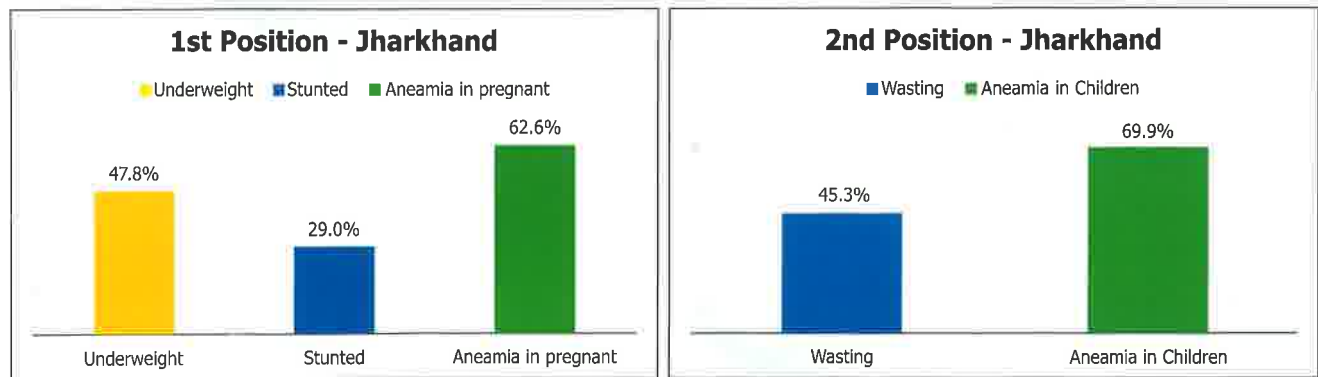 1st Position - Jharkhand
Underweight Stunted Aneamia in pregnant
47.8%
29.0%
62.6%
Underweight Stunted Aneamia in pregnant
2nd Position - Jharkhand
Wasting Aneamia in Children
45.3%
69.9%
Wasting Aneamia in Children